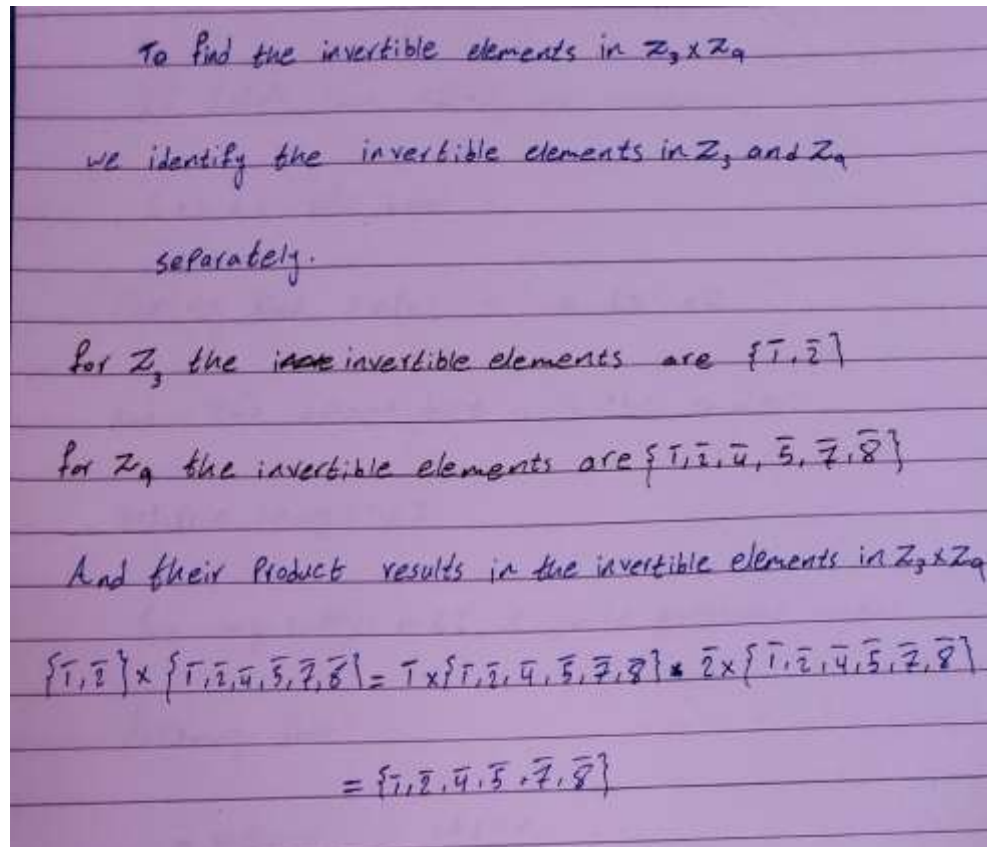 To find the invertible elements in Z₃ x Z₉
we identify the invertible elements in Z₃ and Z₉
separately.
for Z₃ the invertible elements are {1̄, 2̄}
for Z₉ the invertible elements are {1̄, 2̄, 4̄, 5̄, 7̄, 8̄}
And their Product results in the invertible elements in Z₃ x Z₉
{1̄, 2̄} x {1̄, 2̄, 4̄, 5̄, 7̄, 8̄} = 1̄ x {1̄, 2̄, 4̄, 5̄, 7̄, 8̄} 2̄ x {1̄, 2̄, 4̄, 5̄, 7̄, 8̄}
= {1̄, 2̄, 4̄, 5̄, 7̄, 8̄}